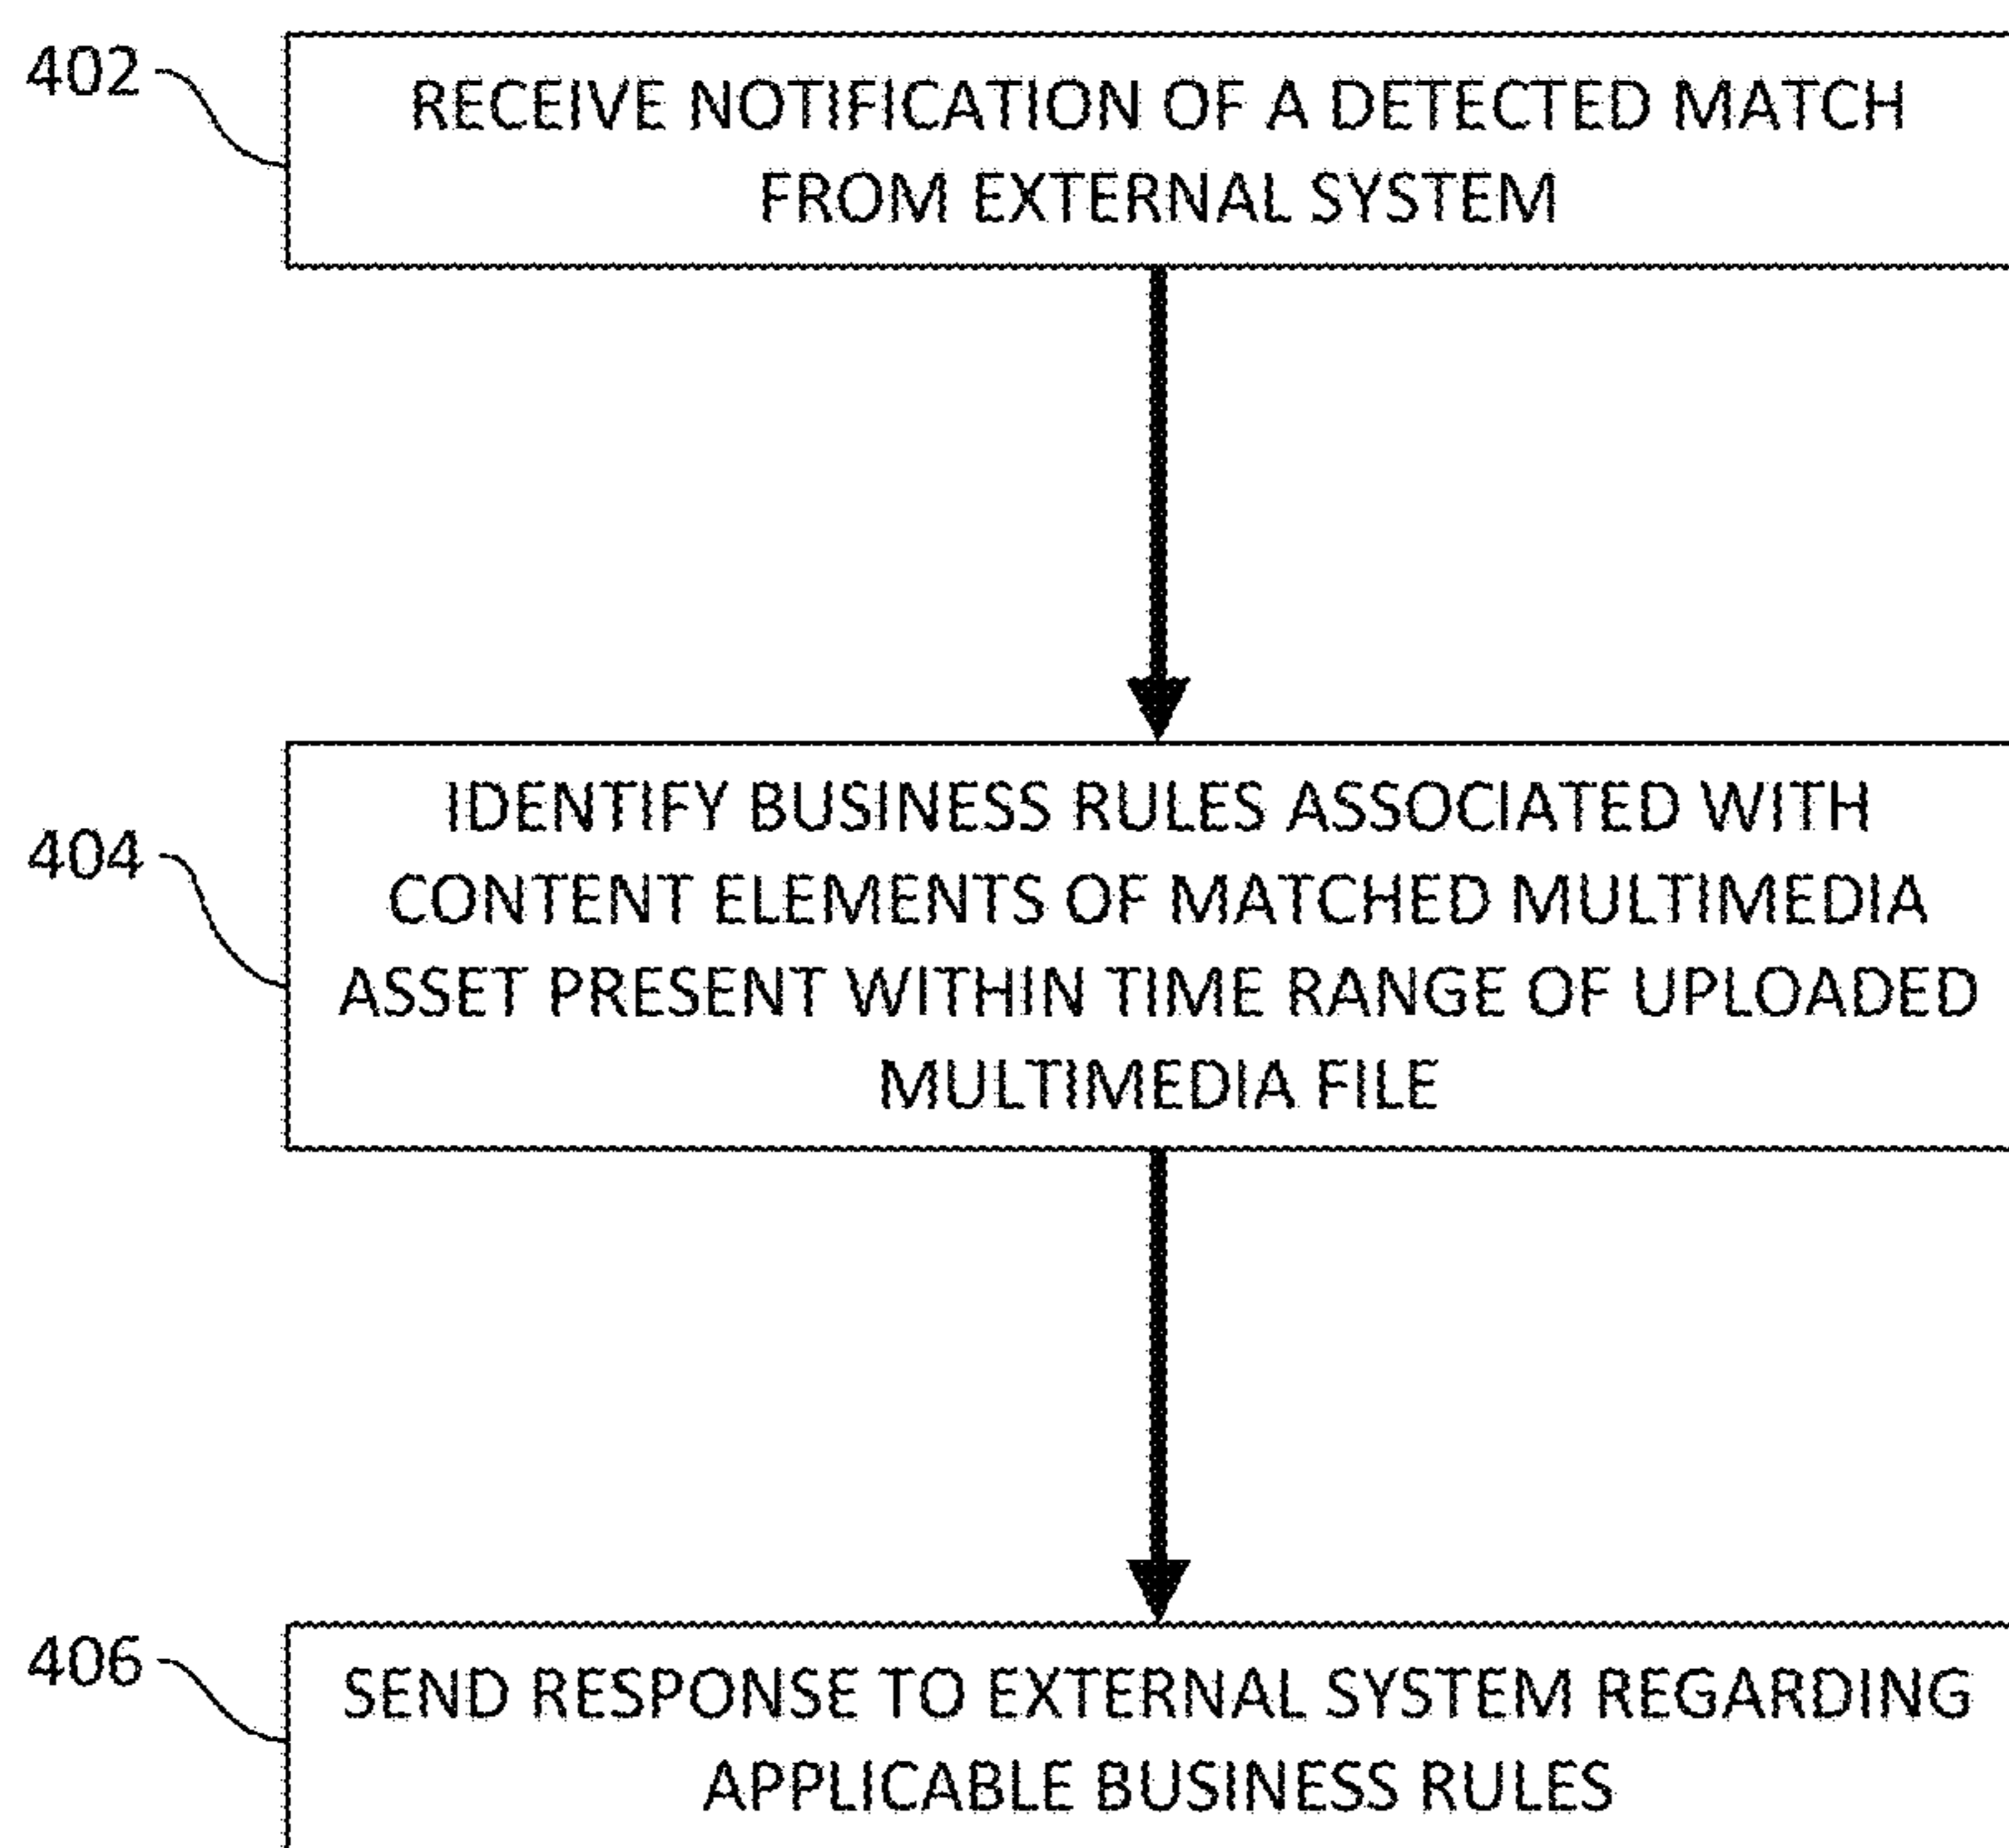 402
RECEIVE NOTIFICATION OF A DETECTED MATCH
FROM EXTERNAL SYSTEM
404
IDENTIFY BUSINESS RULES ASSOCIATED WITH
CONTENT ELEMENTS OF MATCHED MULTIMEDIA
ASSET PRESENT WITHIN TIME RANGE OF UPLOADED
MULTIMEDIA FILE
406
SEND RESPONSE TO EXTERNAL SYSTEM REGARDING
APPLICABLE BUSINESS RULES